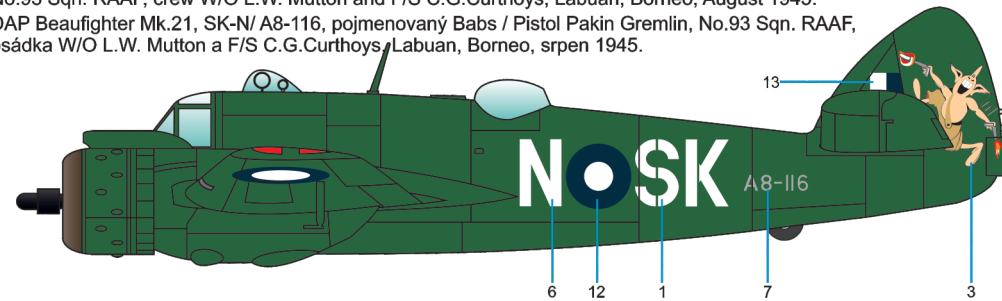 No.93 Sqn. RAAF, crew W/O L.W. Mutton and F/S C.G.Curthoys, Labuan, Borneo, August 1945.
DAP Beaufighter Mk.21, SK-N/ A8-116, pojmenovaný Babs / Pistol Pakin Gremlin, No.93 Sqn. RAAF,
osádka W/O L.W. Mutton a F/S C.G.Curthoys, Labuan, Borneo, srpen 1945.
13
N SK A8-116
6 12 1 7 3